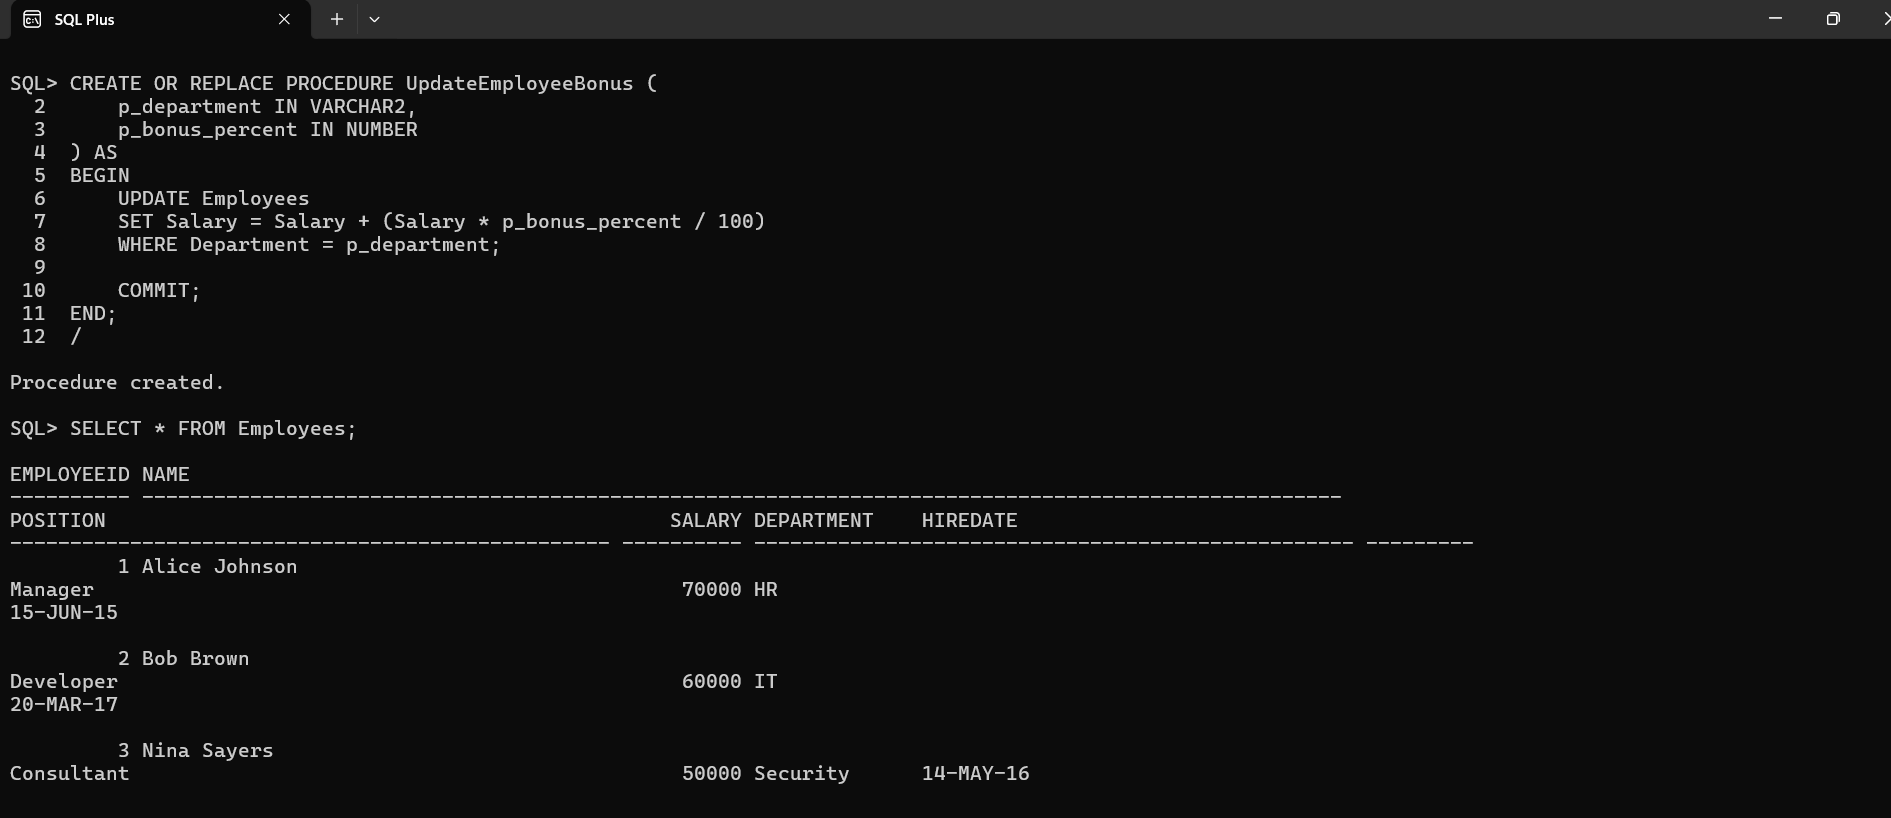 SQL Plus
SQL> CREATE OR REPLACE PROCEDURE UpdateEmployeeBonus (
  2      p_department IN VARCHAR2,
  3      p_bonus_percent IN NUMBER
  4  ) AS
  5  BEGIN
  6      UPDATE Employees
  7      SET Salary = Salary + (Salary * p_bonus_percent / 100)
  8      WHERE Department = p_department;
  9
 10      COMMIT;
 11  END;
 12  /
Procedure created.
SQL> SELECT * FROM Employees;
EMPLOYEEID NAME
---------- ----------------------------------------------------------------------------------------------------
POSITION                                               SALARY DEPARTMENT    HIREDATE
-------------------------------------------------- ---------- -------------------------------------------------- ---------
         1 Alice Johnson
Manager                                                 70000 HR
15-JUN-15
         2 Bob Brown
Developer                                               60000 IT
20-MAR-17
         3 Nina Sayers
Consultant                                              50000 Security      14-MAY-16